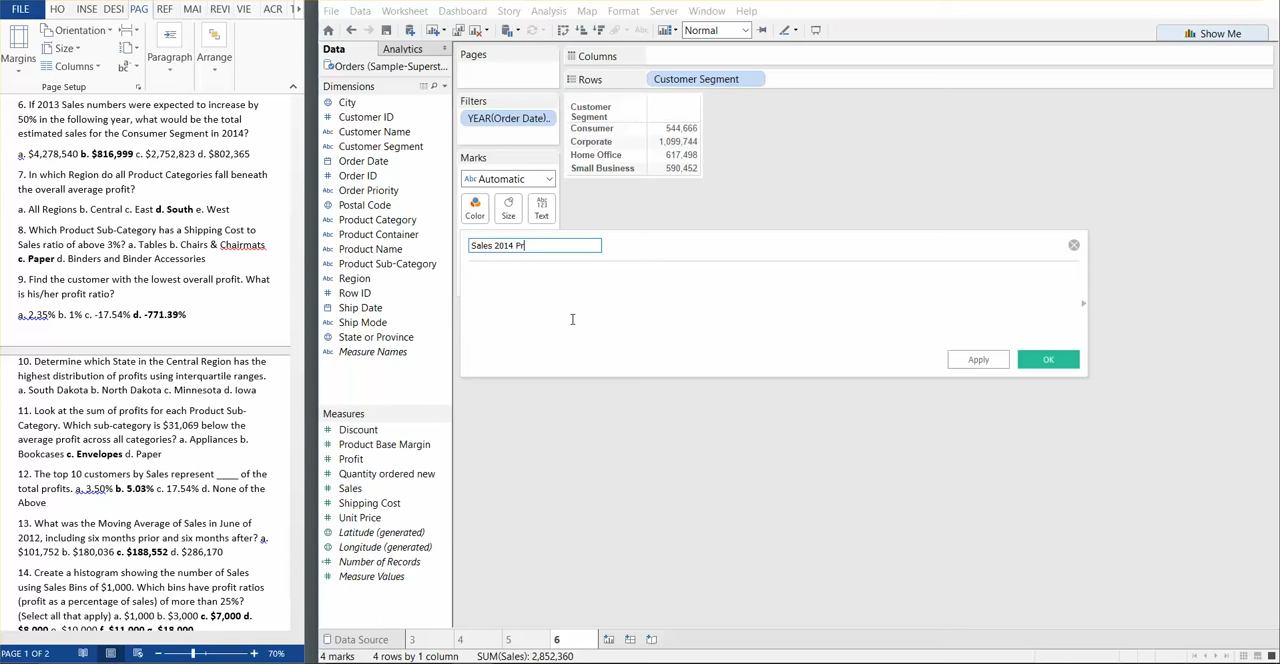 FILE HO INSE DESI PAG REF MAI REVI VIE ACR
Margins
Orientation
Size
Columns
Paragraph
Arrange
Page Setup
6. If 2013 Sales numbers were expected to increase by
50% in the following year, what would be the total
estimated sales for the Consumer Segment in 2014?
a. $4,278,540 b. $816,999 c. $2,752,823 d. $802,365
7. In which Region do all Product Categories fall beneath
the overall average profit?
a. All Regions b. Central c. East d. South e. West
8. Which Product Sub-Category has a Shipping Cost to
Sales ratio of above 3%? a. Tables b. Chairs & Chairmats
c. Paper d. Binders and Binder Accessories
9. Find the customer with the lowest overall profit. What
is his/her profit ratio?
a. 2.35% b. 1% c. -17.54% d. -771.39%
10. Determine which State in the Central Region has the
highest distribution of profits using interquartile ranges.
a. South Dakota b. North Dakota c. Minnesota d. Iowa
11. Look at the sum of profits for each Product Sub-
Category. Which sub-category is $31,069 below the
average profit across all categories? a. Appliances b.
Bookcases c. Envelopes d. Paper
12. The top 10 customers by Sales represent ____ of the
total profits. a. 3.50% b. 5.03% c. 17.54% d. None of the
Above
13. What was the Moving Average of Sales in June of
2012, including six months prior and six months after? a.
$101,752 b. $180,036 c. $188,552 d. $286,170
14. Create a histogram showing the number of Sales
using Sales Bins of $1,000. Which bins have profit ratios
(profit as a percentage of sales) of more than 25%?
(Select all that apply) a. $1,000 b. $3,000 c. $7,000 d.
$8,000 e. $10,000 f. $11,000 g. $18,000
PAGE 1 OF 2 70%
File Data Worksheet Dashboard Story Analysis Map Format Server Window Help
Normal
Show Me
Data Analytics
Orders (Sample-Superst...
Dimensions
City
Customer ID
Abc Customer Name
Abc Customer Segment
Order Date
Order ID
Abc Order Priority
Postal Code
Abc Product Category
Abc Product Container
Abc Product Name
Abc Product Sub-Category
Region
Row ID
Ship Date
Abc Ship Mode
State or Province
Abc Measure Names
Measures
Discount
Product Base Margin
Profit
Quantity ordered new
Sales
Shipping Cost
Unit Price
Latitude (generated)
Longitude (generated)
Number of Records
Measure Values
Pages
Filters
YEAR(Order Date)..
Marks
Abc Automatic
Color Size Abc 123 Text
Columns
Rows Customer Segment
Customer
Segment
Consumer 544,666
Corporate 1,099,744
Home Office 617,498
Small Business 590,452
Sales 2014 Pr
Apply OK
Data Source 3 4 5 6
4 marks 4 rows by 1 column SUM(Sales): 2,852,360